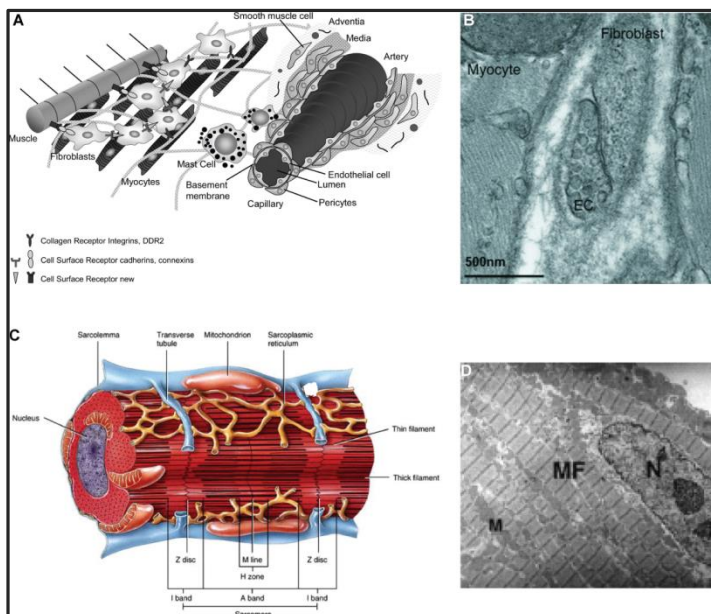 A
Smooth muscle cell
Adventia
Media
Artery
Muscle
Fibroblasts
Myocytes
Mast Cell
Basement
membrane
Capillary
Endothelial cell
Lumen
Pericytes
Collagen Receptor Integrins, DDR2
Cell Surface Receptor cadherins, connexins
Cell Surface Receptor new
B
Fibroblast
Myocyte
EC
500nm
C
Sarcolemma
Transverse
tubule
Mitochondrion
Sarcoplasmic
reticulum
Nucleus
Thin filament
Thick filament
Z disc
M line
Z disc
H zone
I band
A band
I band
Sarcomere
D
MF
N
M